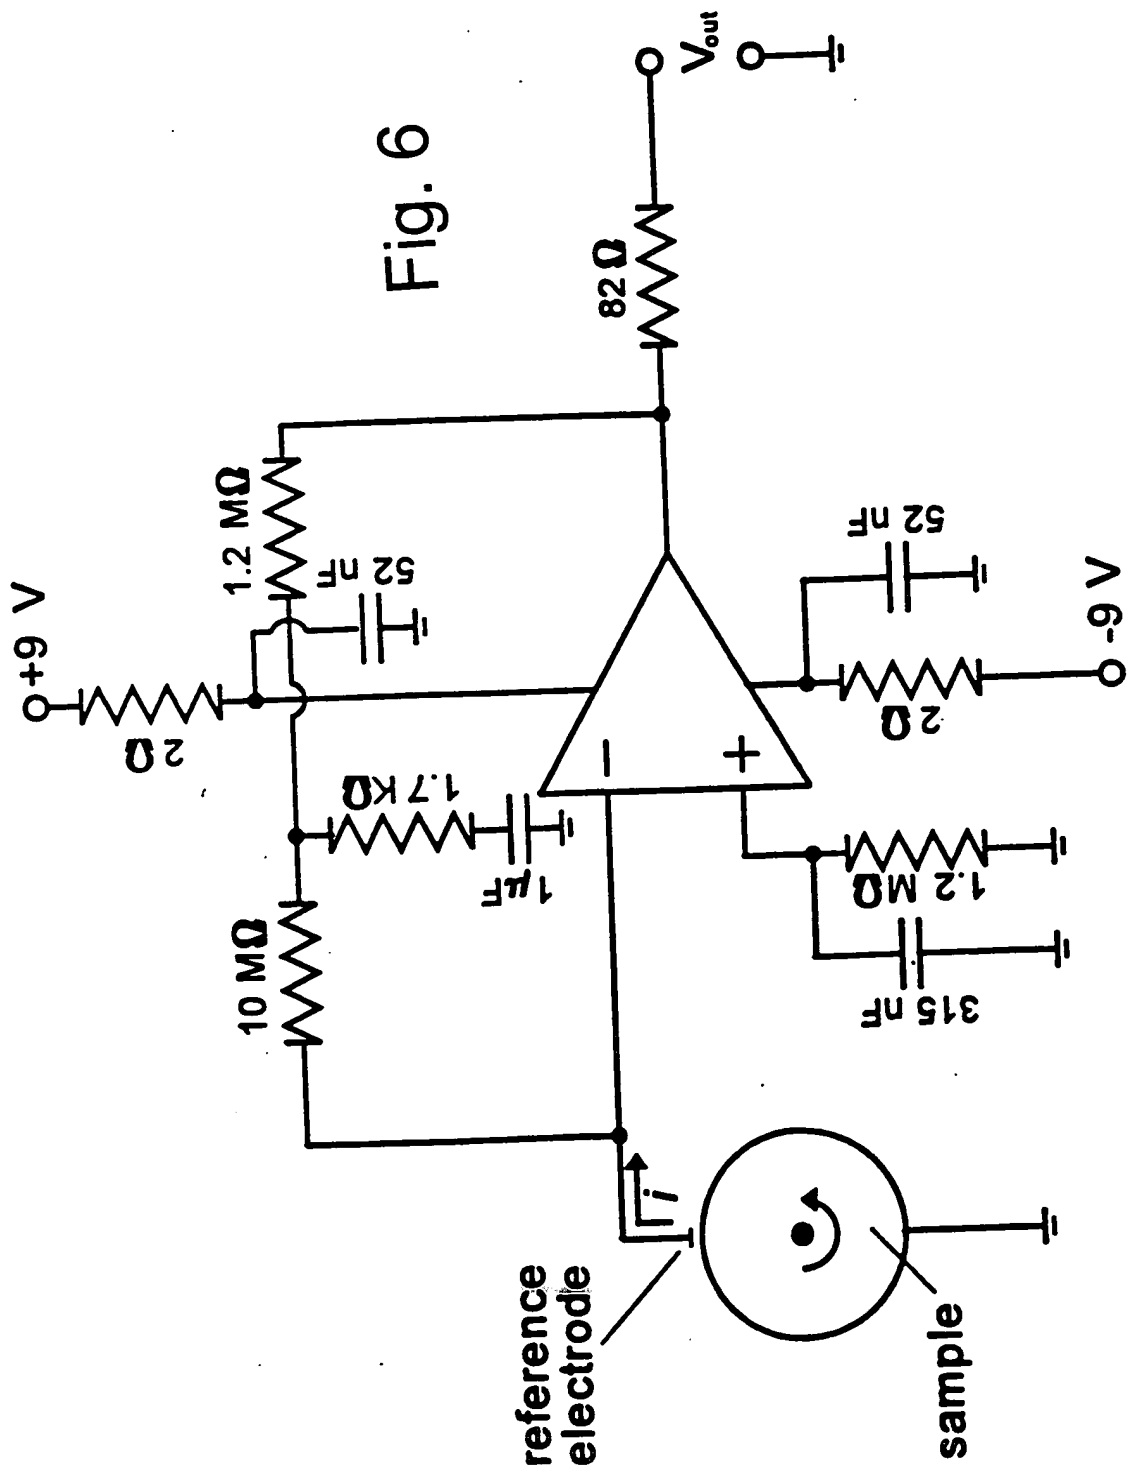 Fig. 6
+9 V
2 Ω
1.2 MΩ
52 nF
10 MΩ
1.7 KΩ
1 µF
82 Ω
Vout
−
+
52 nF
2 Ω
-9 V
1.2 MΩ
315 nF
i
reference
electrode
sample